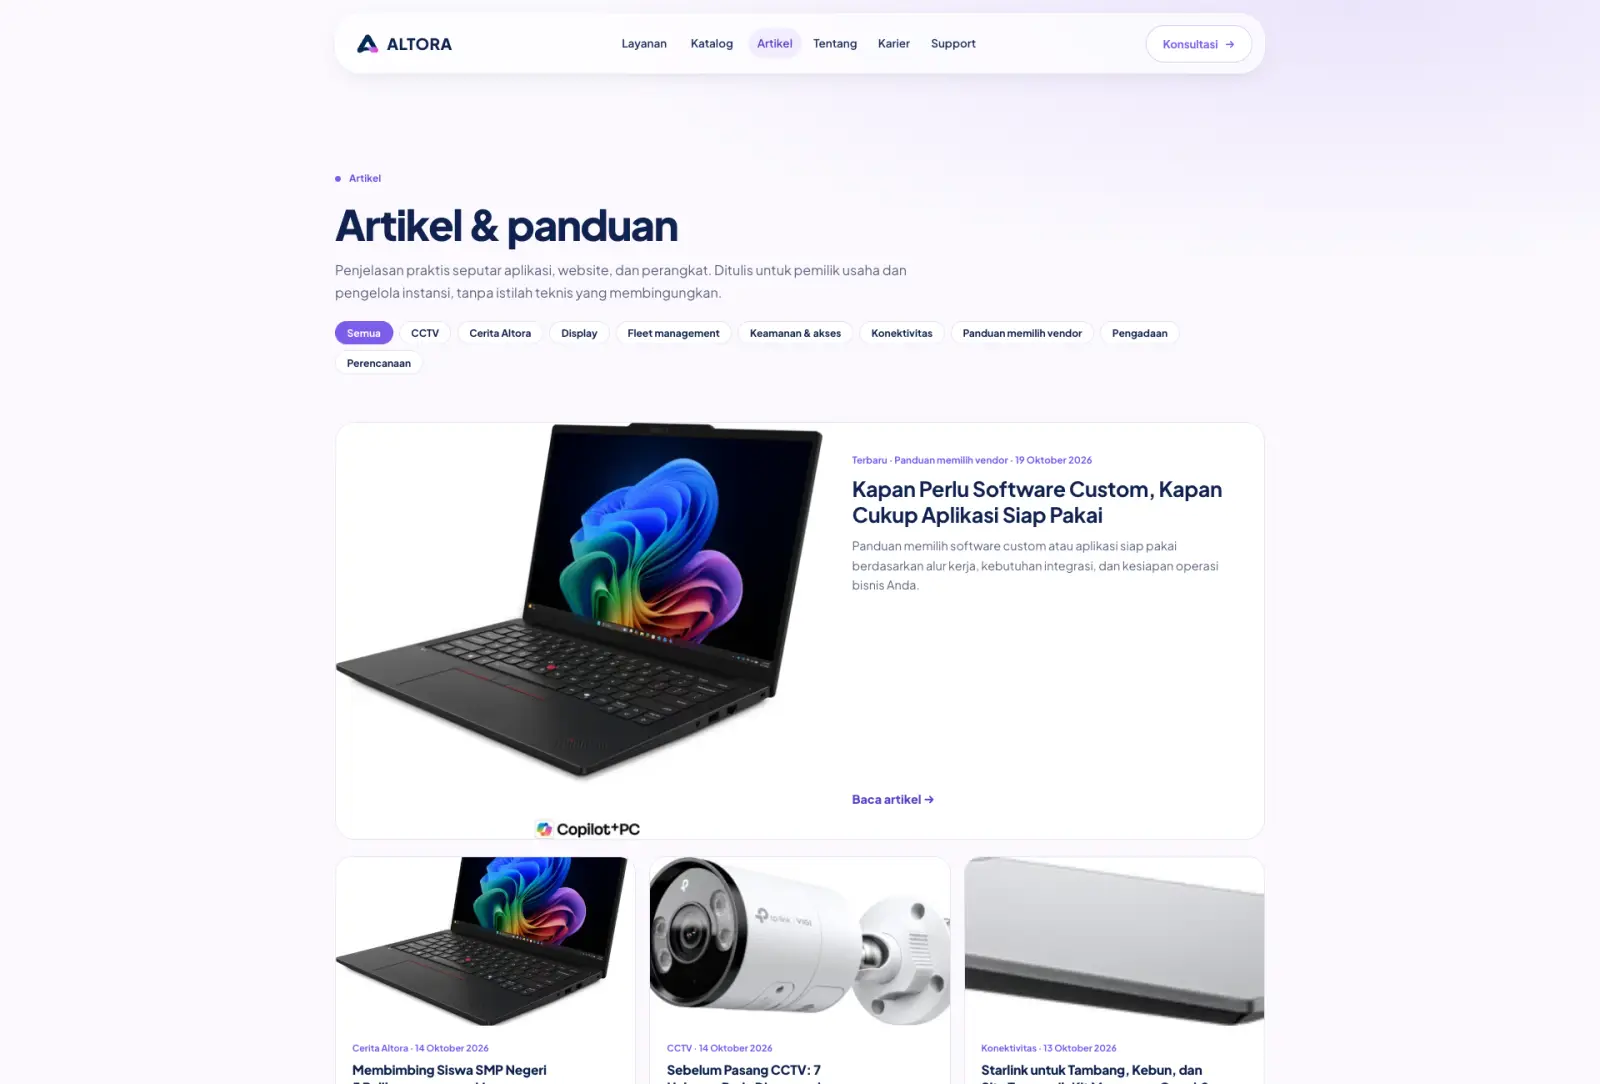 ALTORA
Layanan
Katalog
Artikel
Tentang
Karier
Support
Konsultasi →
Artikel
Artikel & panduan
Penjelasan praktis seputar aplikasi, website, dan perangkat. Ditulis untuk pemilik usaha dan
pengelola instansi, tanpa istilah teknis yang membingungkan.
Semua
CCTV
Cerita Altora
Display
Fleet management
Keamanan & akses
Konektivitas
Panduan memilih vendor
Pengadaan
Perencanaan
Terbaru · Panduan memilih vendor · 19 Oktober 2026
Kapan Perlu Software Custom, Kapan
Cukup Aplikasi Siap Pakai
Panduan memilih software custom atau aplikasi siap pakai
berdasarkan alur kerja, kebutuhan integrasi, dan kesiapan operasi
bisnis Anda.
Baca artikel →
Copilot+PC
tp-link | VIGI
Cerita Altora · 14 Oktober 2026
Membimbing Siswa SMP Negeri
CCTV · 14 Oktober 2026
Sebelum Pasang CCTV: 7
Konektivitas · 13 Oktober 2026
Starlink untuk Tambang, Kebun, dan